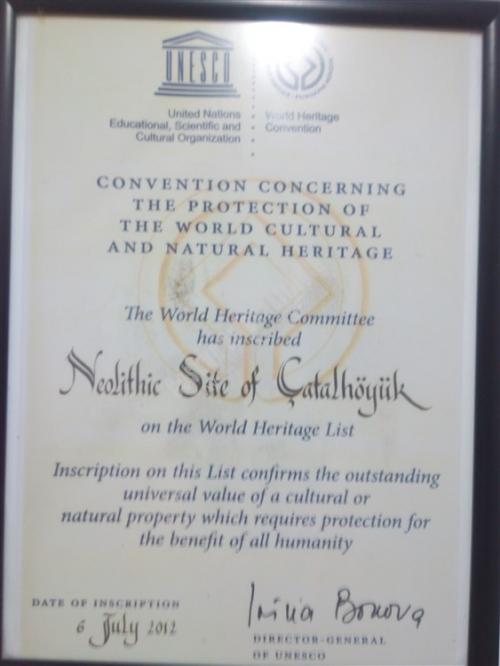 UNESCO
United Nations
Educational, Scientific and
Cultural Organization
World Heritage
Convention
CONVENTION CONCERNING
THE PROTECTION OF
THE WORLD CULTURAL
AND NATURAL HERITAGE
The World Heritage Committee
has inscribed
Neolithic Site of Çatalhöyük
on the World Heritage List
Inscription on this List confirms the outstanding
universal value of a cultural or
natural property which requires protection for
the benefit of all humanity
DATE OF INSCRIPTION
6 July 2012
Irina Bokova
DIRECTOR-GENERAL
OF UNESCO